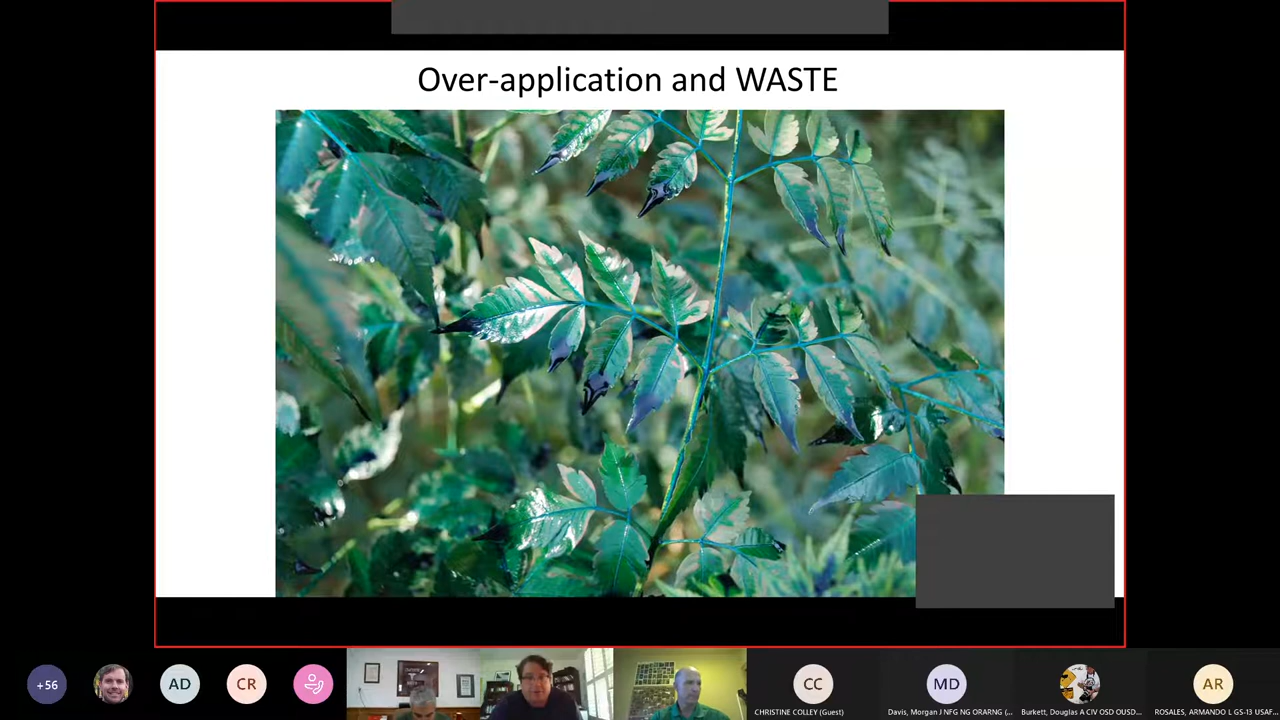 Over-application and WASTE
+56
AD
CR
CC
MD
AR
CHRISTINE COLLEY (Guest)
Davis, Morgan J NFG NG ORARNG (...
Burkett, Douglas A CIV OSD OUSD...
ROSALES, ARMANDO L GS-13 USAF...